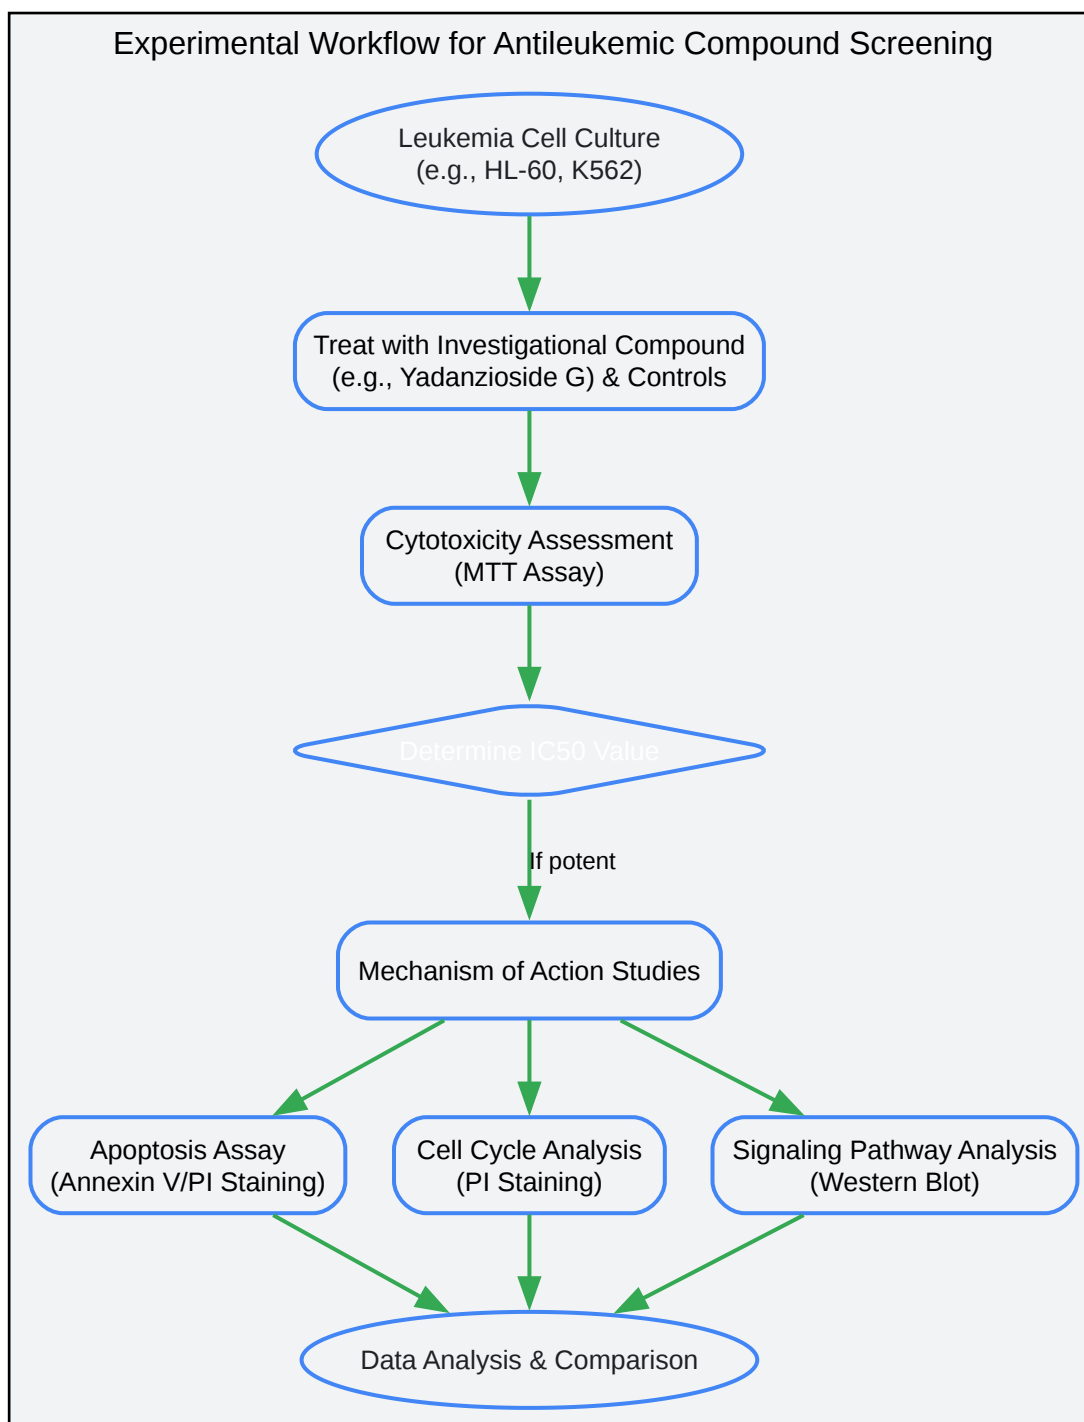 Experimental Workflow for Antileukemic Compound Screening
Leukemia Cell Culture
(e.g., HL-60, K562)
Treat with Investigational Compound
(e.g., Yadanzioside G) & Controls
Cytotoxicity Assessment
(MTT Assay)
Determine IC50 Value
If potent
Mechanism of Action Studies
Apoptosis Assay
(Annexin V/PI Staining)
Cell Cycle Analysis
(PI Staining)
Signaling Pathway Analysis
(Western Blot)
Data Analysis & Comparison